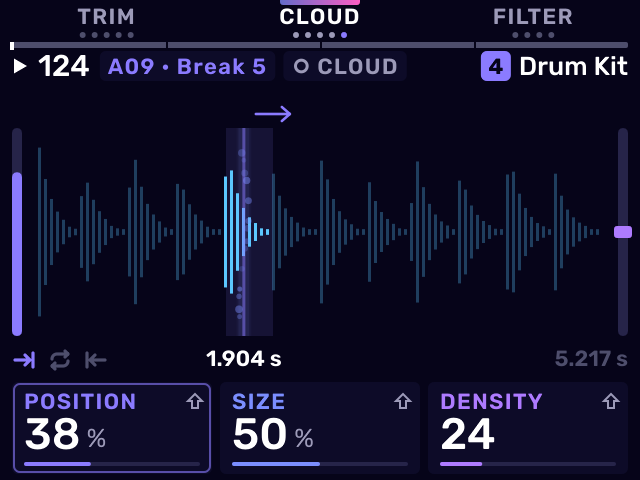 TRIM CLOUD FILTER
124 A09 • Break 5 CLOUD 4 Drum Kit
1.904 s 5.217 s
POSITION SIZE DENSITY
38 % 50 % 24